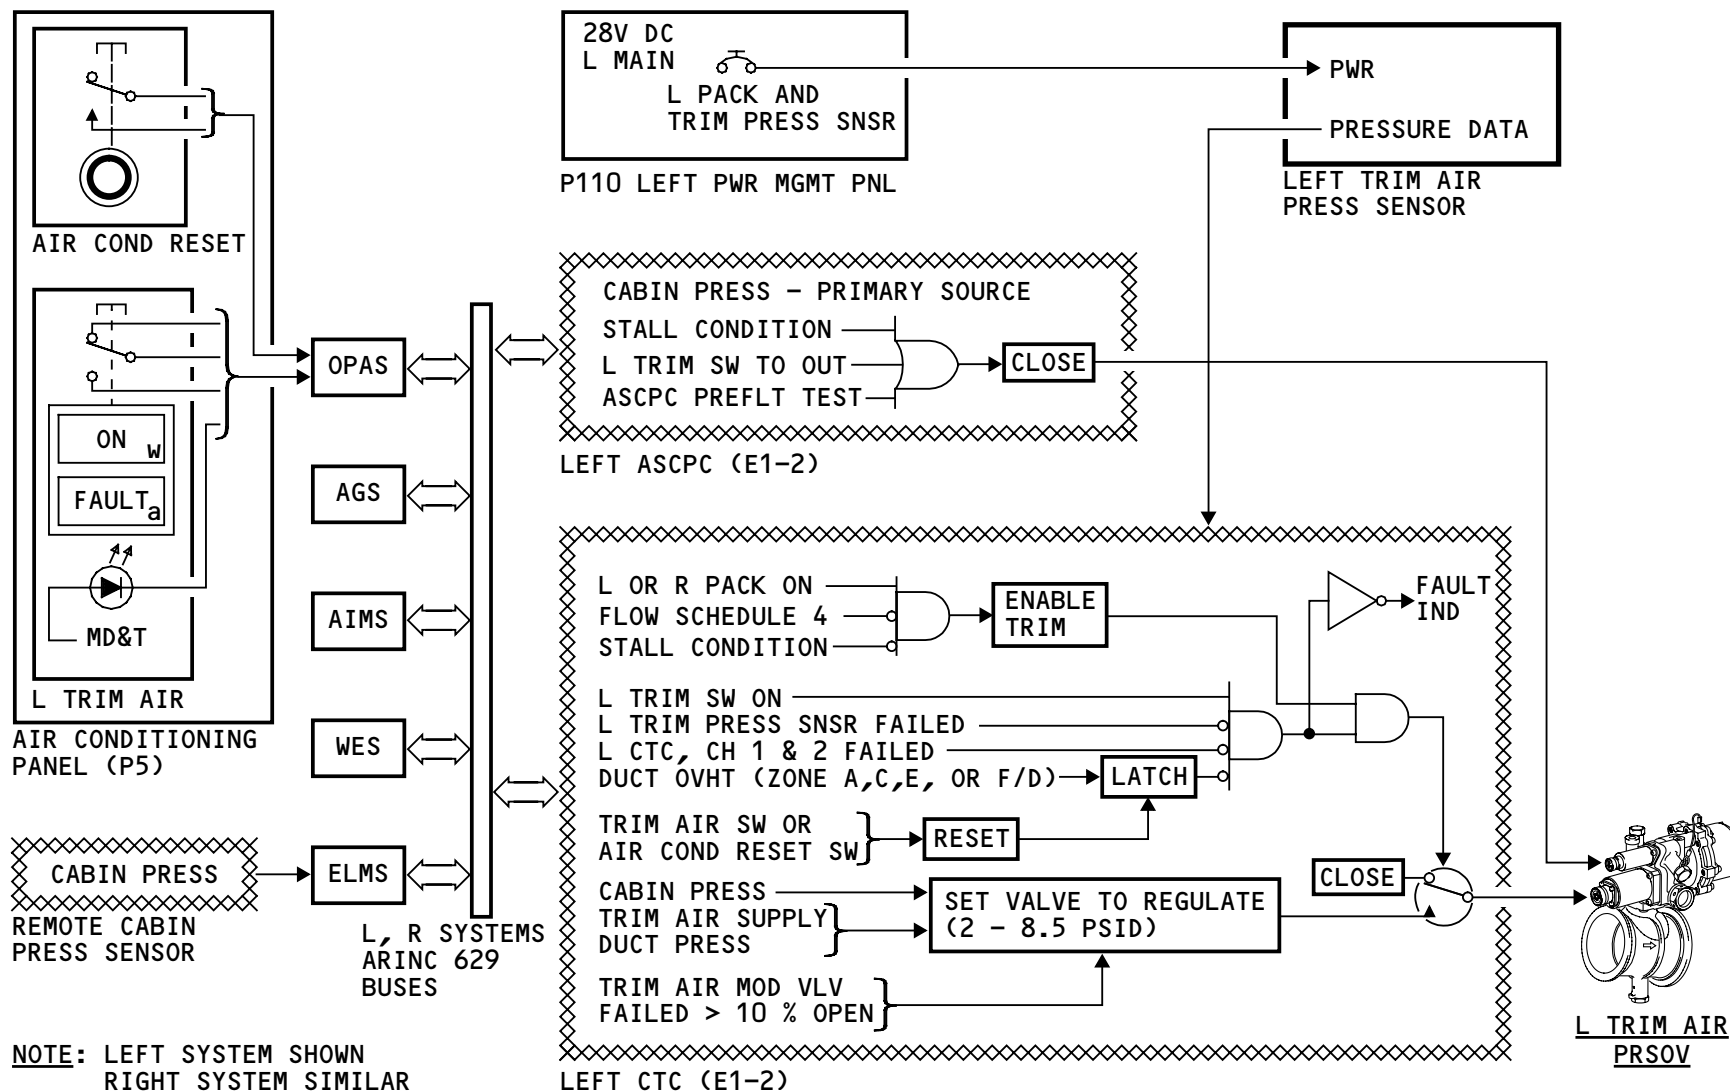 28V DC
L MAIN
L PACK AND
TRIM PRESS SNSR
P110 LEFT PWR MGMT PNL
PWR
PRESSURE DATA
LEFT TRIM AIR
PRESS SENSOR
AIR COND RESET
ON
W
FAULT
a
MD&T
L TRIM AIR
AIR CONDITIONING
PANEL (P5)
CABIN PRESS
REMOTE CABIN
PRESS SENSOR
OPAS
AGS
AIMS
WES
ELMS
L, R SYSTEMS
ARINC 629
BUSES
CABIN PRESS – PRIMARY SOURCE
STALL CONDITION
L TRIM SW TO OUT
ASCPC PREFLT TEST
CLOSE
LEFT ASCPC (E1–2)
L OR R PACK ON
FLOW SCHEDULE 4
STALL CONDITION
ENABLE
TRIM
FAULT
IND
L TRIM SW ON
L TRIM PRESS SNSR FAILED
L CTC, CH 1 & 2 FAILED
DUCT OVHT (ZONE A,C,E, OR F/D)
LATCH
TRIM AIR SW OR
AIR COND RESET SW
RESET
CABIN PRESS
TRIM AIR SUPPLY
DUCT PRESS
SET VALVE TO REGULATE
(2 – 8.5 PSID)
CLOSE
TRIM AIR MOD VLV
FAILED > 10 % OPEN
LEFT CTC (E1–2)
L TRIM AIR
PRSOV
NOTE: LEFT SYSTEM SHOWN
RIGHT SYSTEM SIMILAR